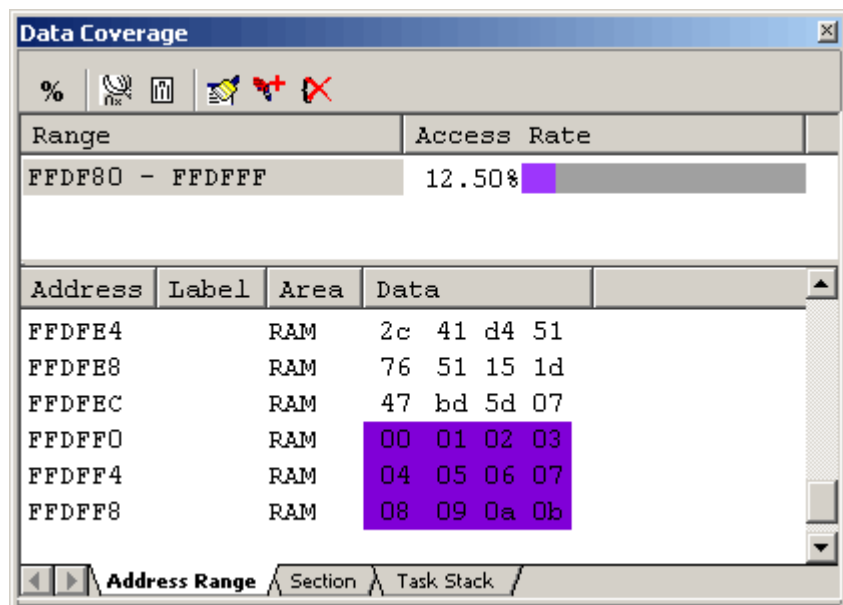 Data Coverage
%
Range Access Rate
FFDF80 - FFDFFF 12.50%
Address Label Area Data
FFDFE4 RAM 2c 41 d4 51
FFDFE8 RAM 76 51 15 1d
FFDFEC RAM 47 bd 5d 07
FFDFF0 RAM 00 01 02 03
FFDFF4 RAM 04 05 06 07
FFDFF8 RAM 08 09 0a 0b
Address Range Section Task Stack